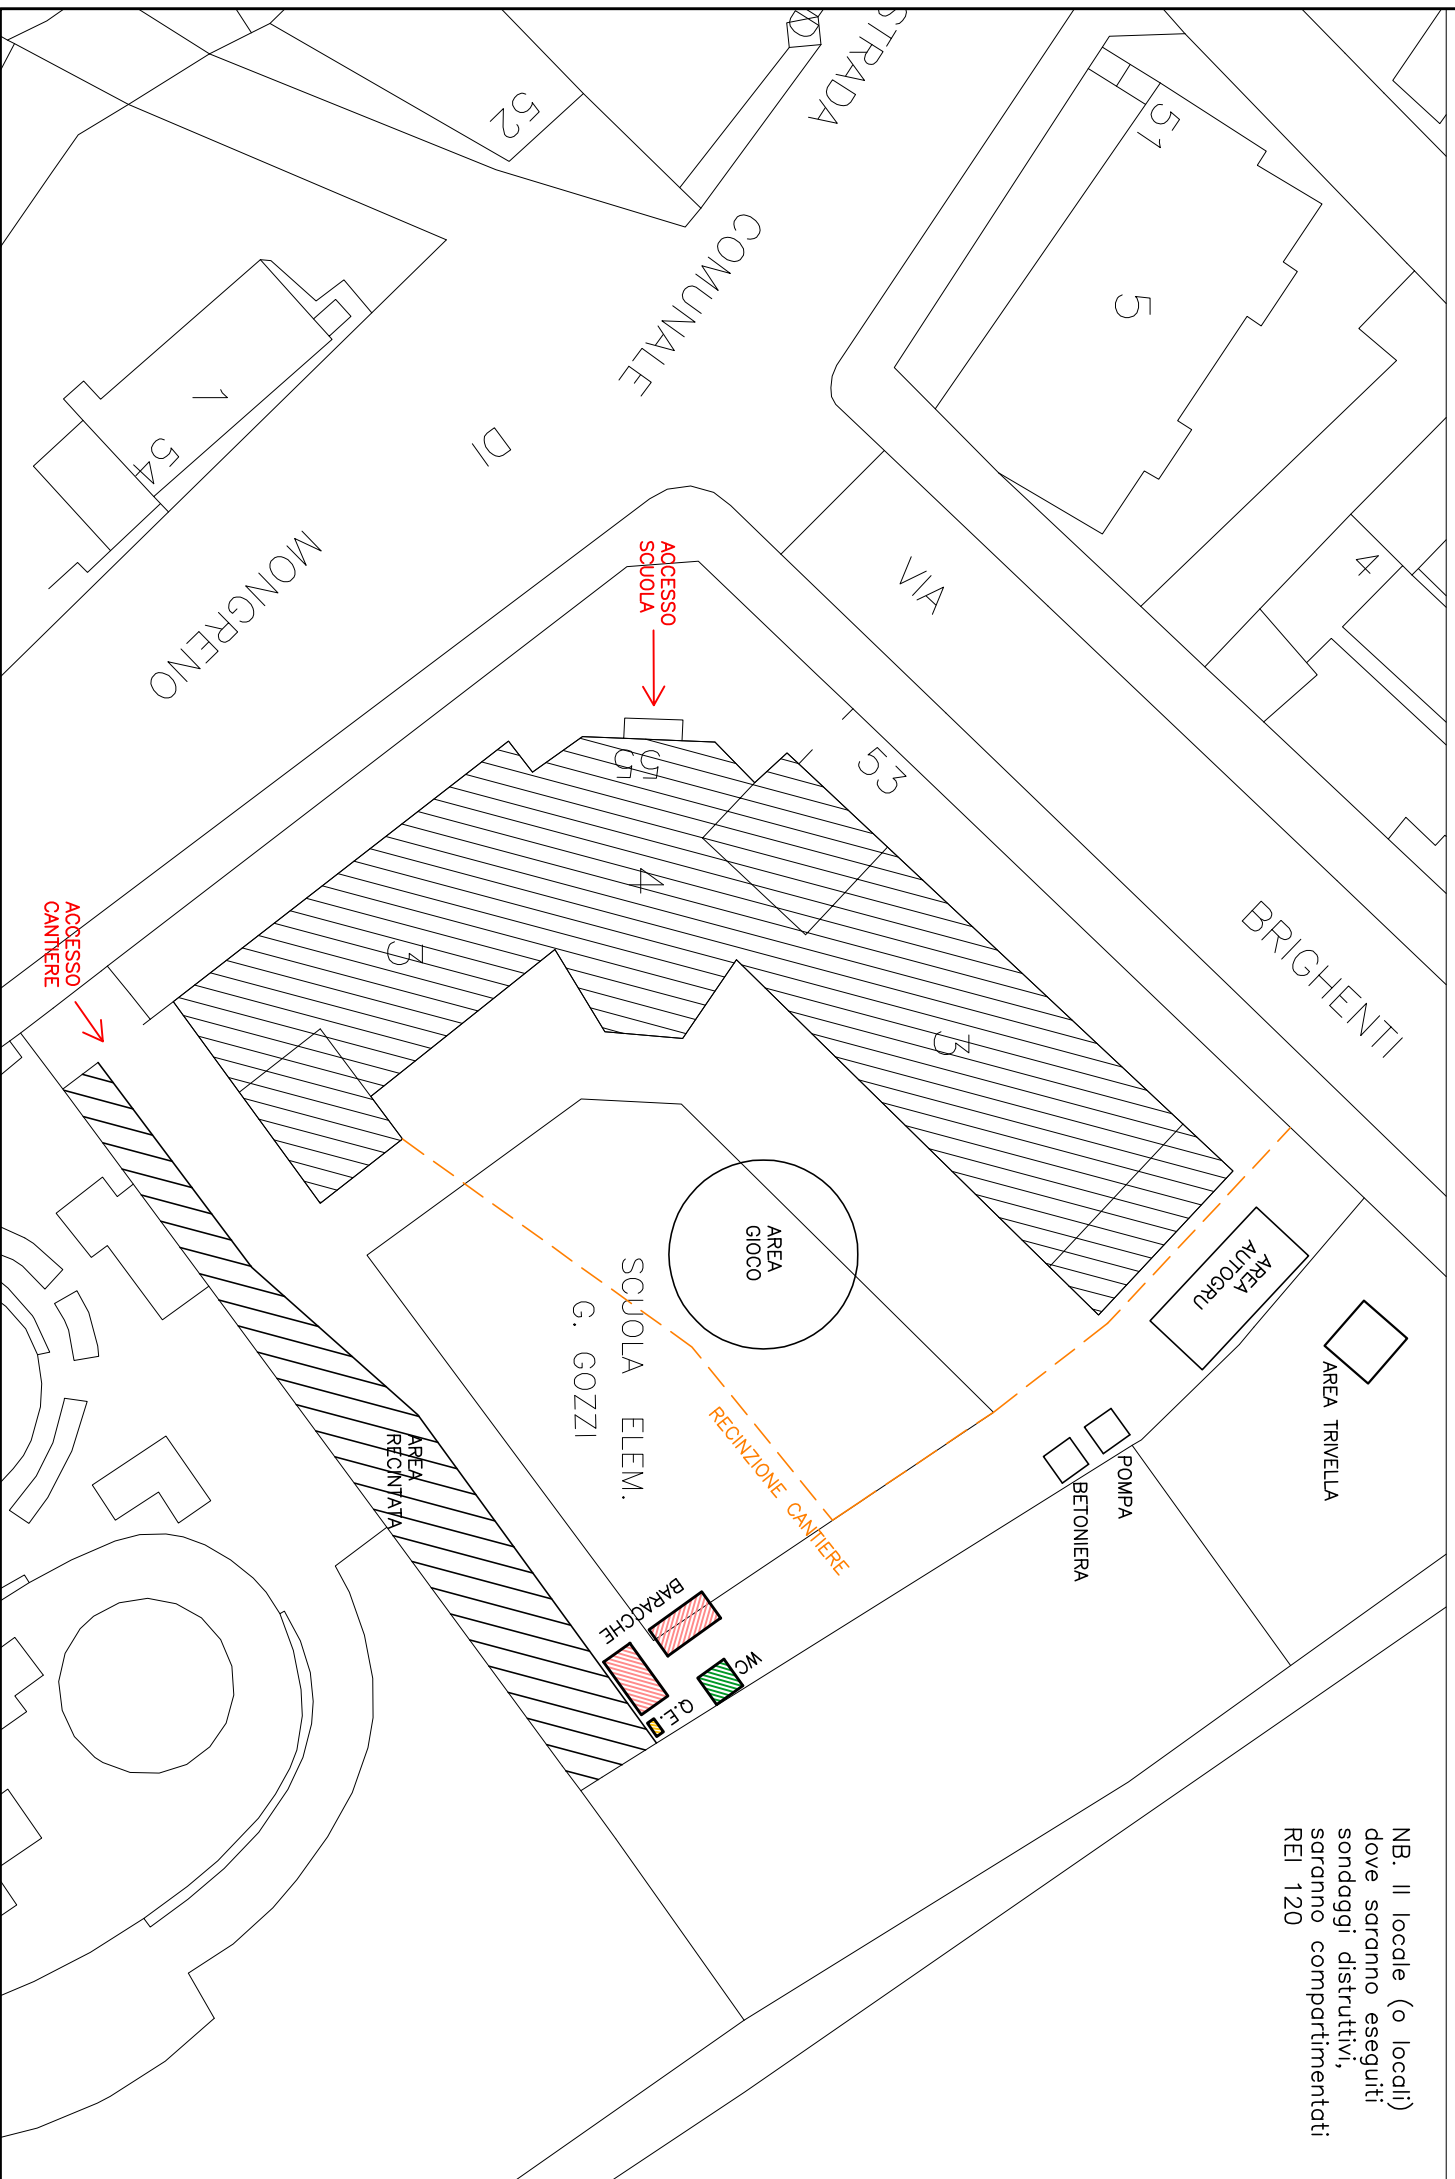 STRADA
COMUNALE
DI
MONGRENO
VIA
BRIGHENTI
52
51
5
4
1
54
53
55
4
3
3
ACCESSO
SCUOLA
ACCESSO
CANTIERE
AREA
GIOCO
SCUOLA ELEM.
G. GOZZI
AREA
AUTOGRU
AREA TRIVELLA
POMPA
BETONIERA
RECINZIONE CANTIERE
AREA
RECINTATA
BARACCHE
WC
Q.E.
NB. Il locale (o locali)
dove saranno eseguiti
sondaggi distruttivi,
saranno compartimentati
REI 120